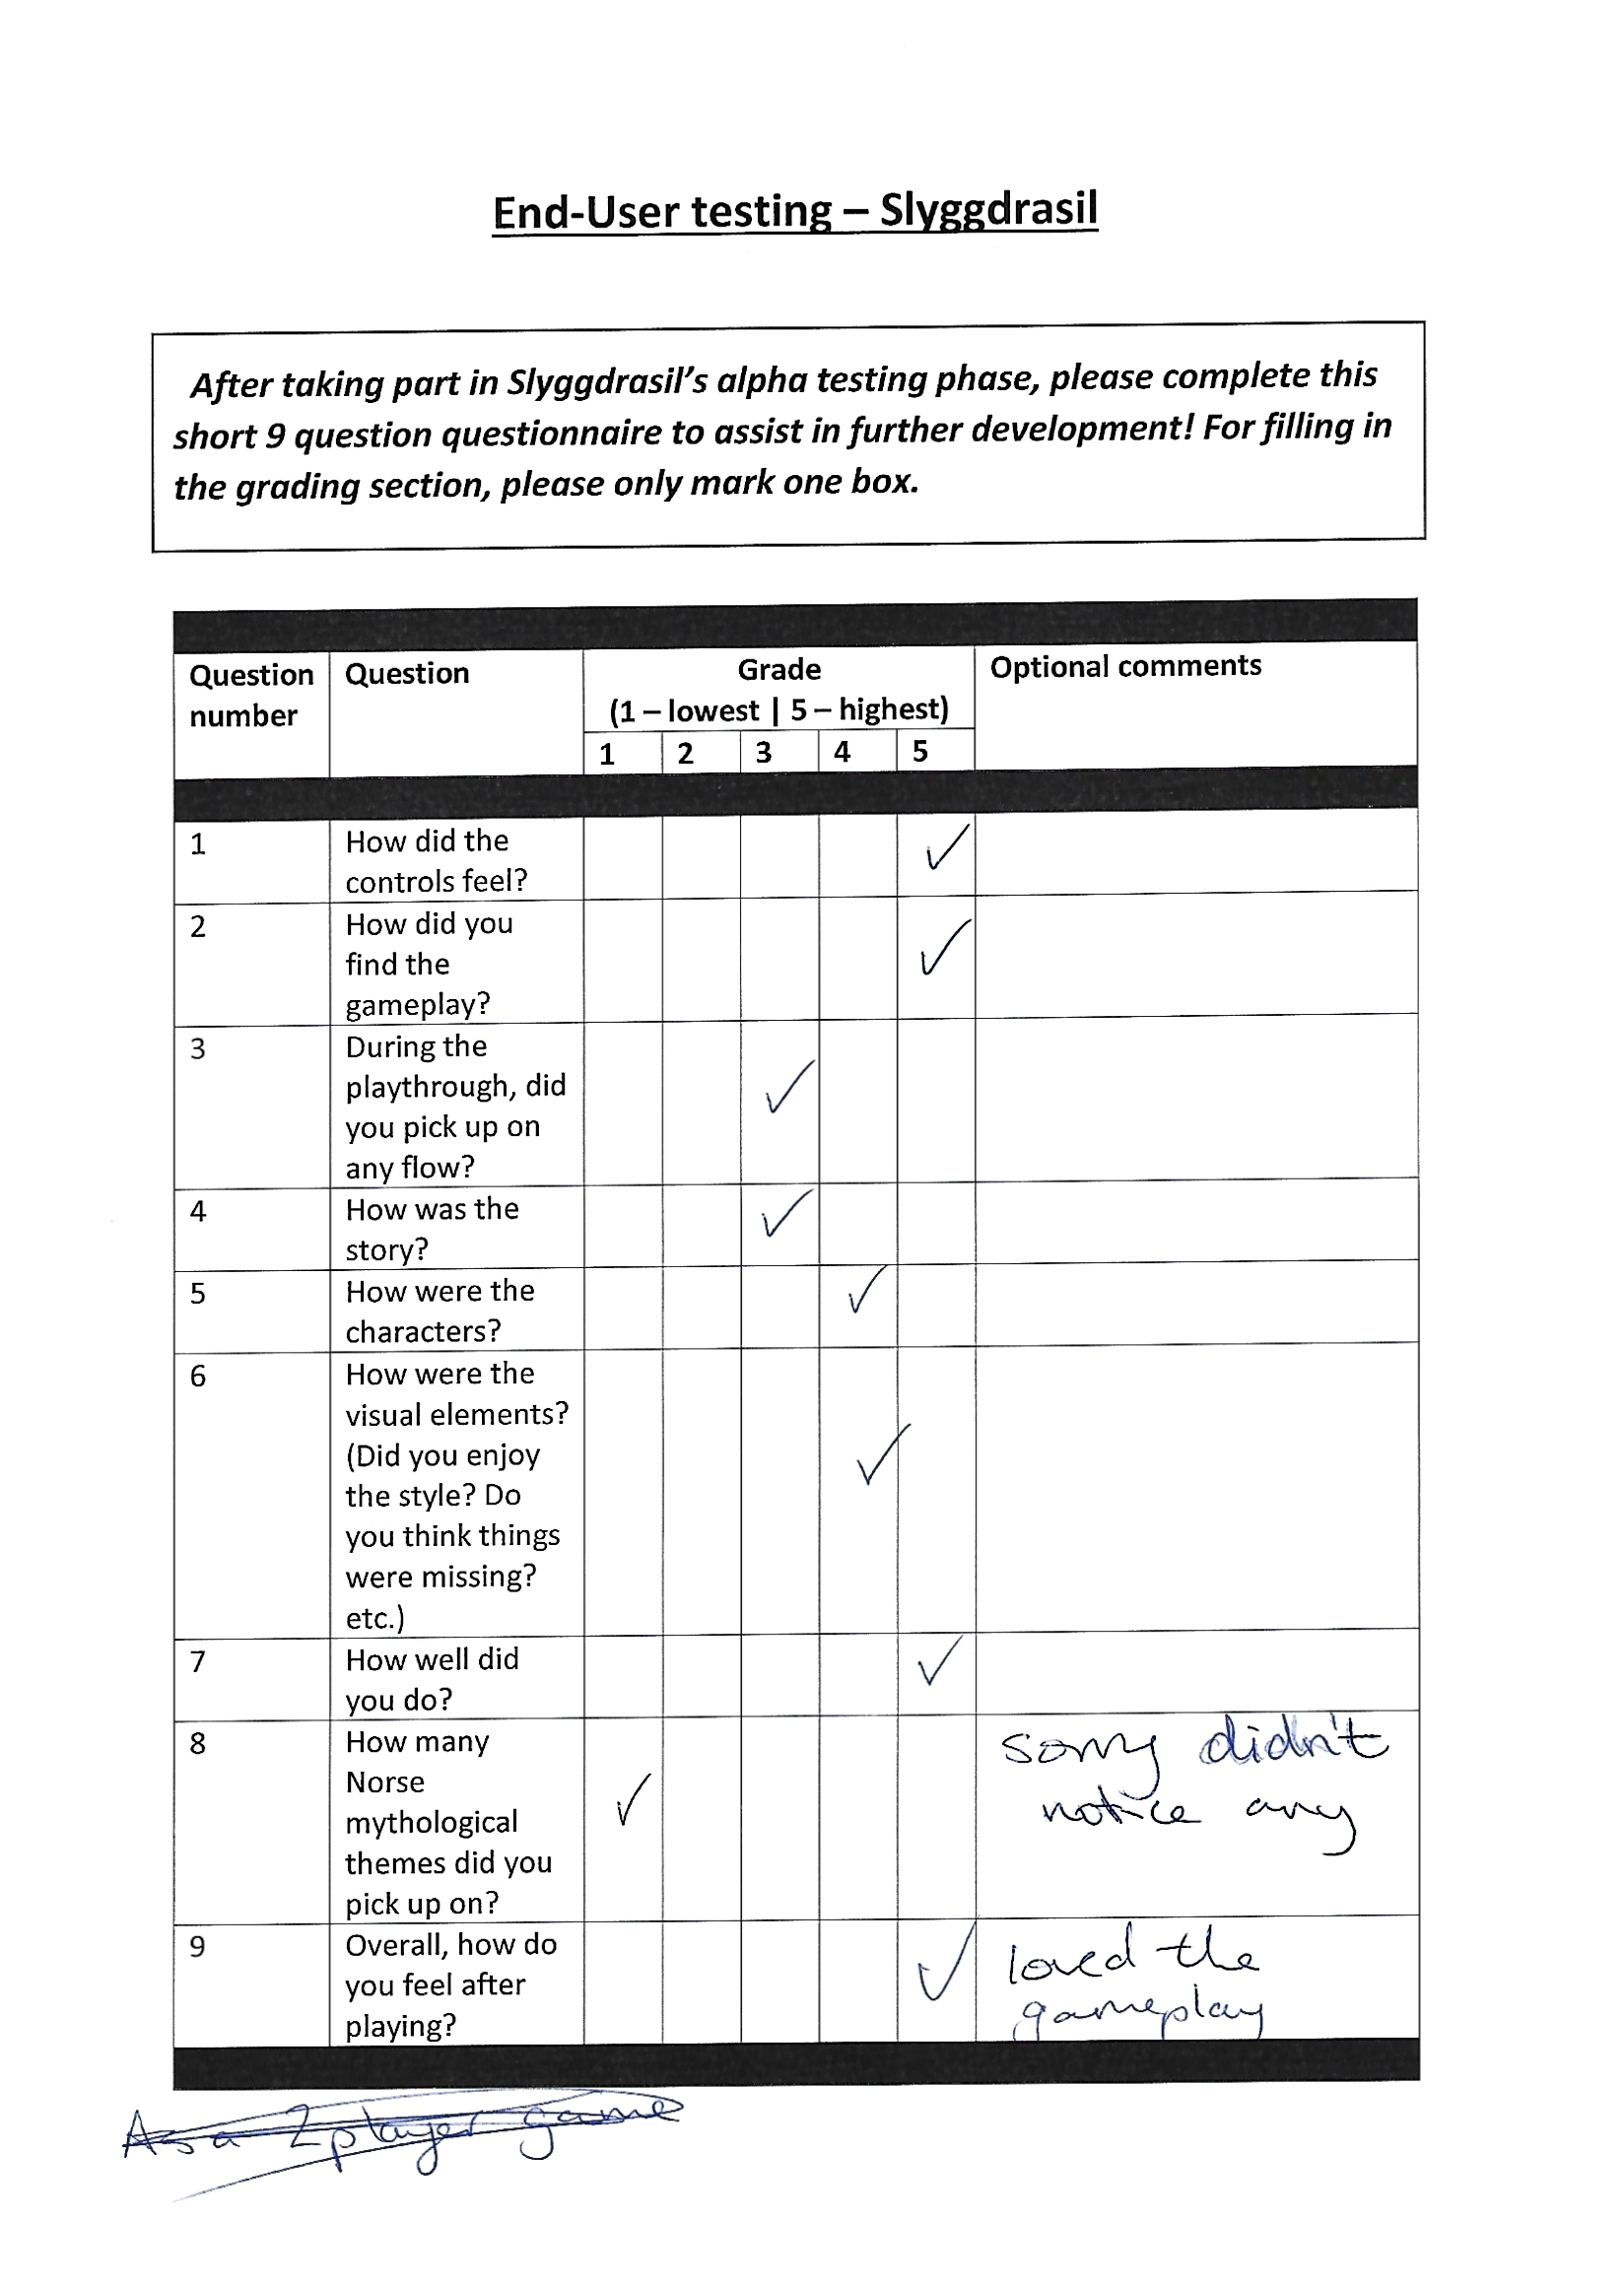 End-User testing – Slyggdrasil
After taking part in Slyggdrasil's alpha testing phase, please complete this
short 9 question questionnaire to assist in further development! For filling in
the grading section, please only mark one box.
Question number Question Grade Optional comments
(1 – lowest | 5 – highest)
1 2 3 4 5
1 How did the
controls feel? ✓
2 How did you
find the
gameplay? ✓
3 During the
playthrough, did
you pick up on
any flow? ✓
4 How was the
story? ✓
5 How were the
characters? ✓
6 How were the
visual elements?
(Did you enjoy
the style? Do
you think things
were missing?
etc.) ✓
7 How well did
you do? ✓
8 How many
Norse
mythological
themes did you
pick up on? ✓
sorry didn't
notice any
9 Overall, how do
you feel after
playing? ✓
loved the
gameplay
As a 2 player game